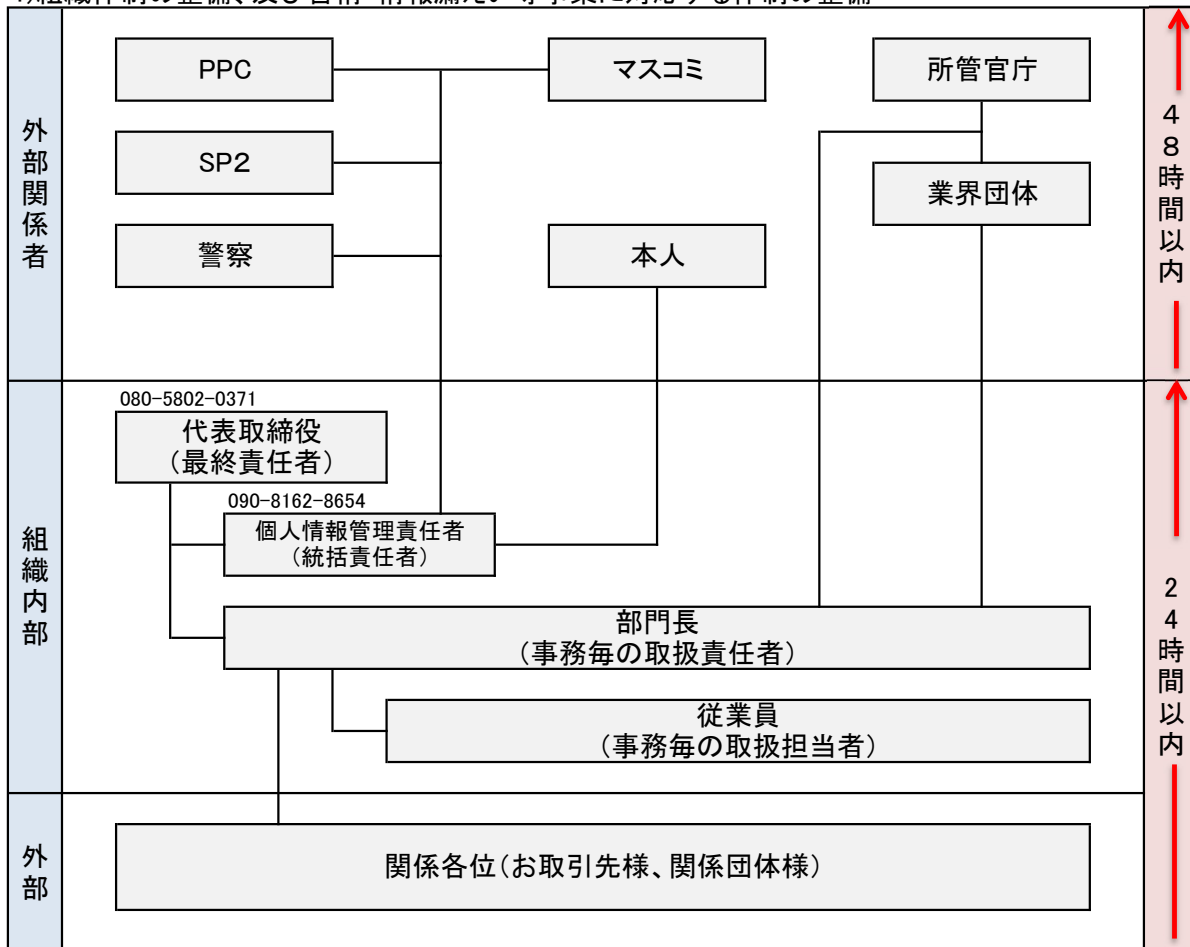 PPC
マスコミ
所管官庁
SP2
業界団体
警察
本人
外部関係者
48時間以内
080-5802-0371
代表取締役
（最終責任者）
090-8162-8654
個人情報管理責任者
（統括責任者）
部門長
（事務毎の取扱責任者）
従業員
（事務毎の取扱担当者）
組織内部
24時間以内
関係各位（お取引先様、関係団体様）
外部